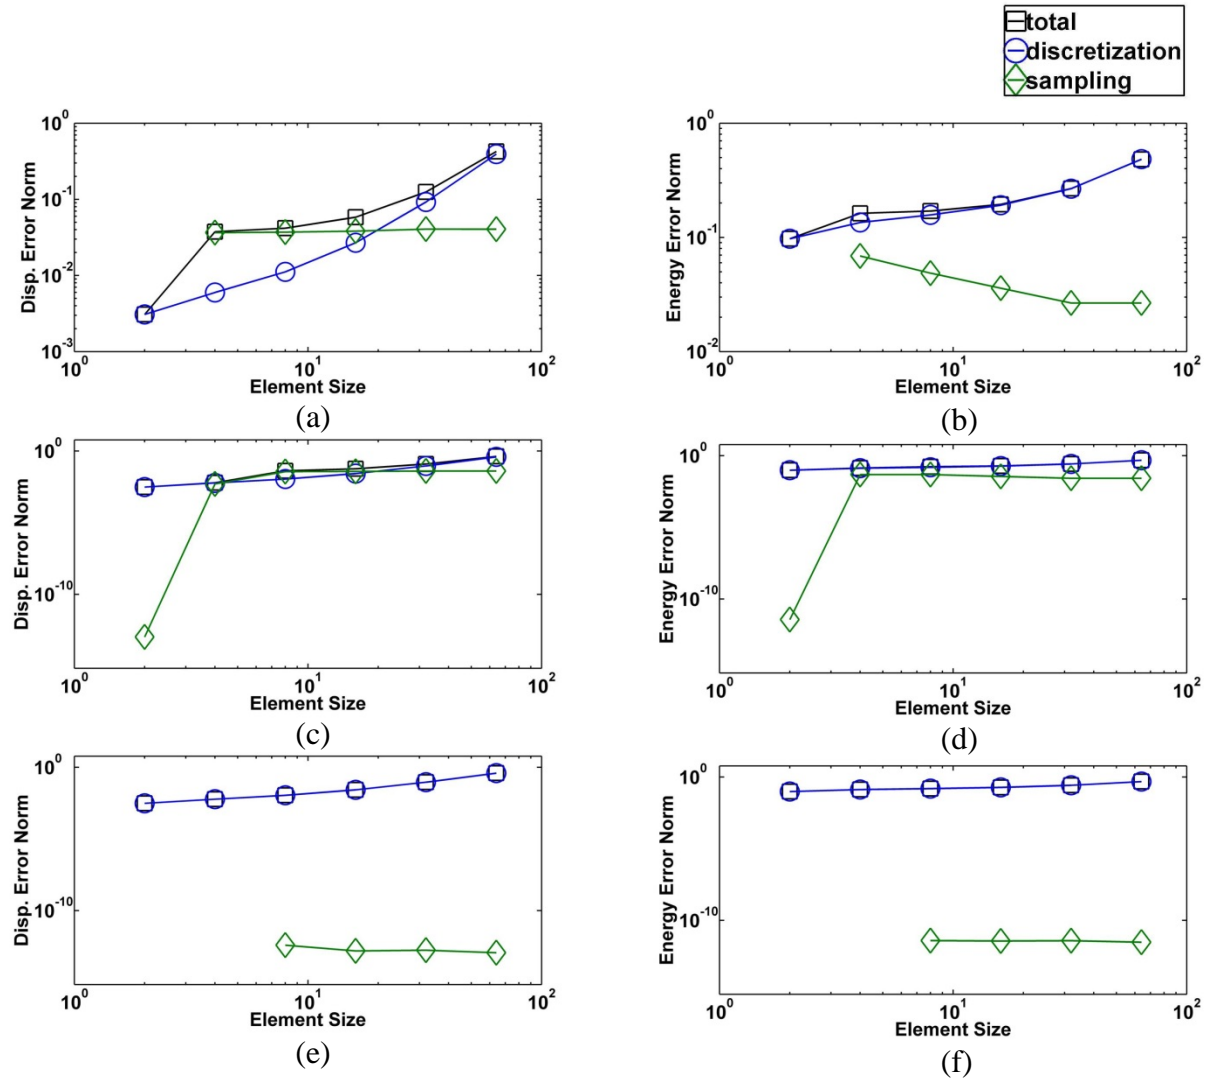 total
discretization
sampling
10^0
10^-1
10^-2
10^-3
Disp. Error Norm
10^0
10^1
10^2
Element Size
(a)
10^0
10^-1
10^-2
Energy Error Norm
10^0
10^1
10^2
Element Size
(b)
10^0
10^-10
Disp. Error Norm
10^0
10^1
10^2
Element Size
(c)
10^0
10^-10
Energy Error Norm
10^0
10^1
10^2
Element Size
(d)
10^0
10^-10
Disp. Error Norm
10^0
10^1
10^2
Element Size
(e)
10^0
10^-10
Energy Error Norm
10^0
10^1
10^2
Element Size
(f)